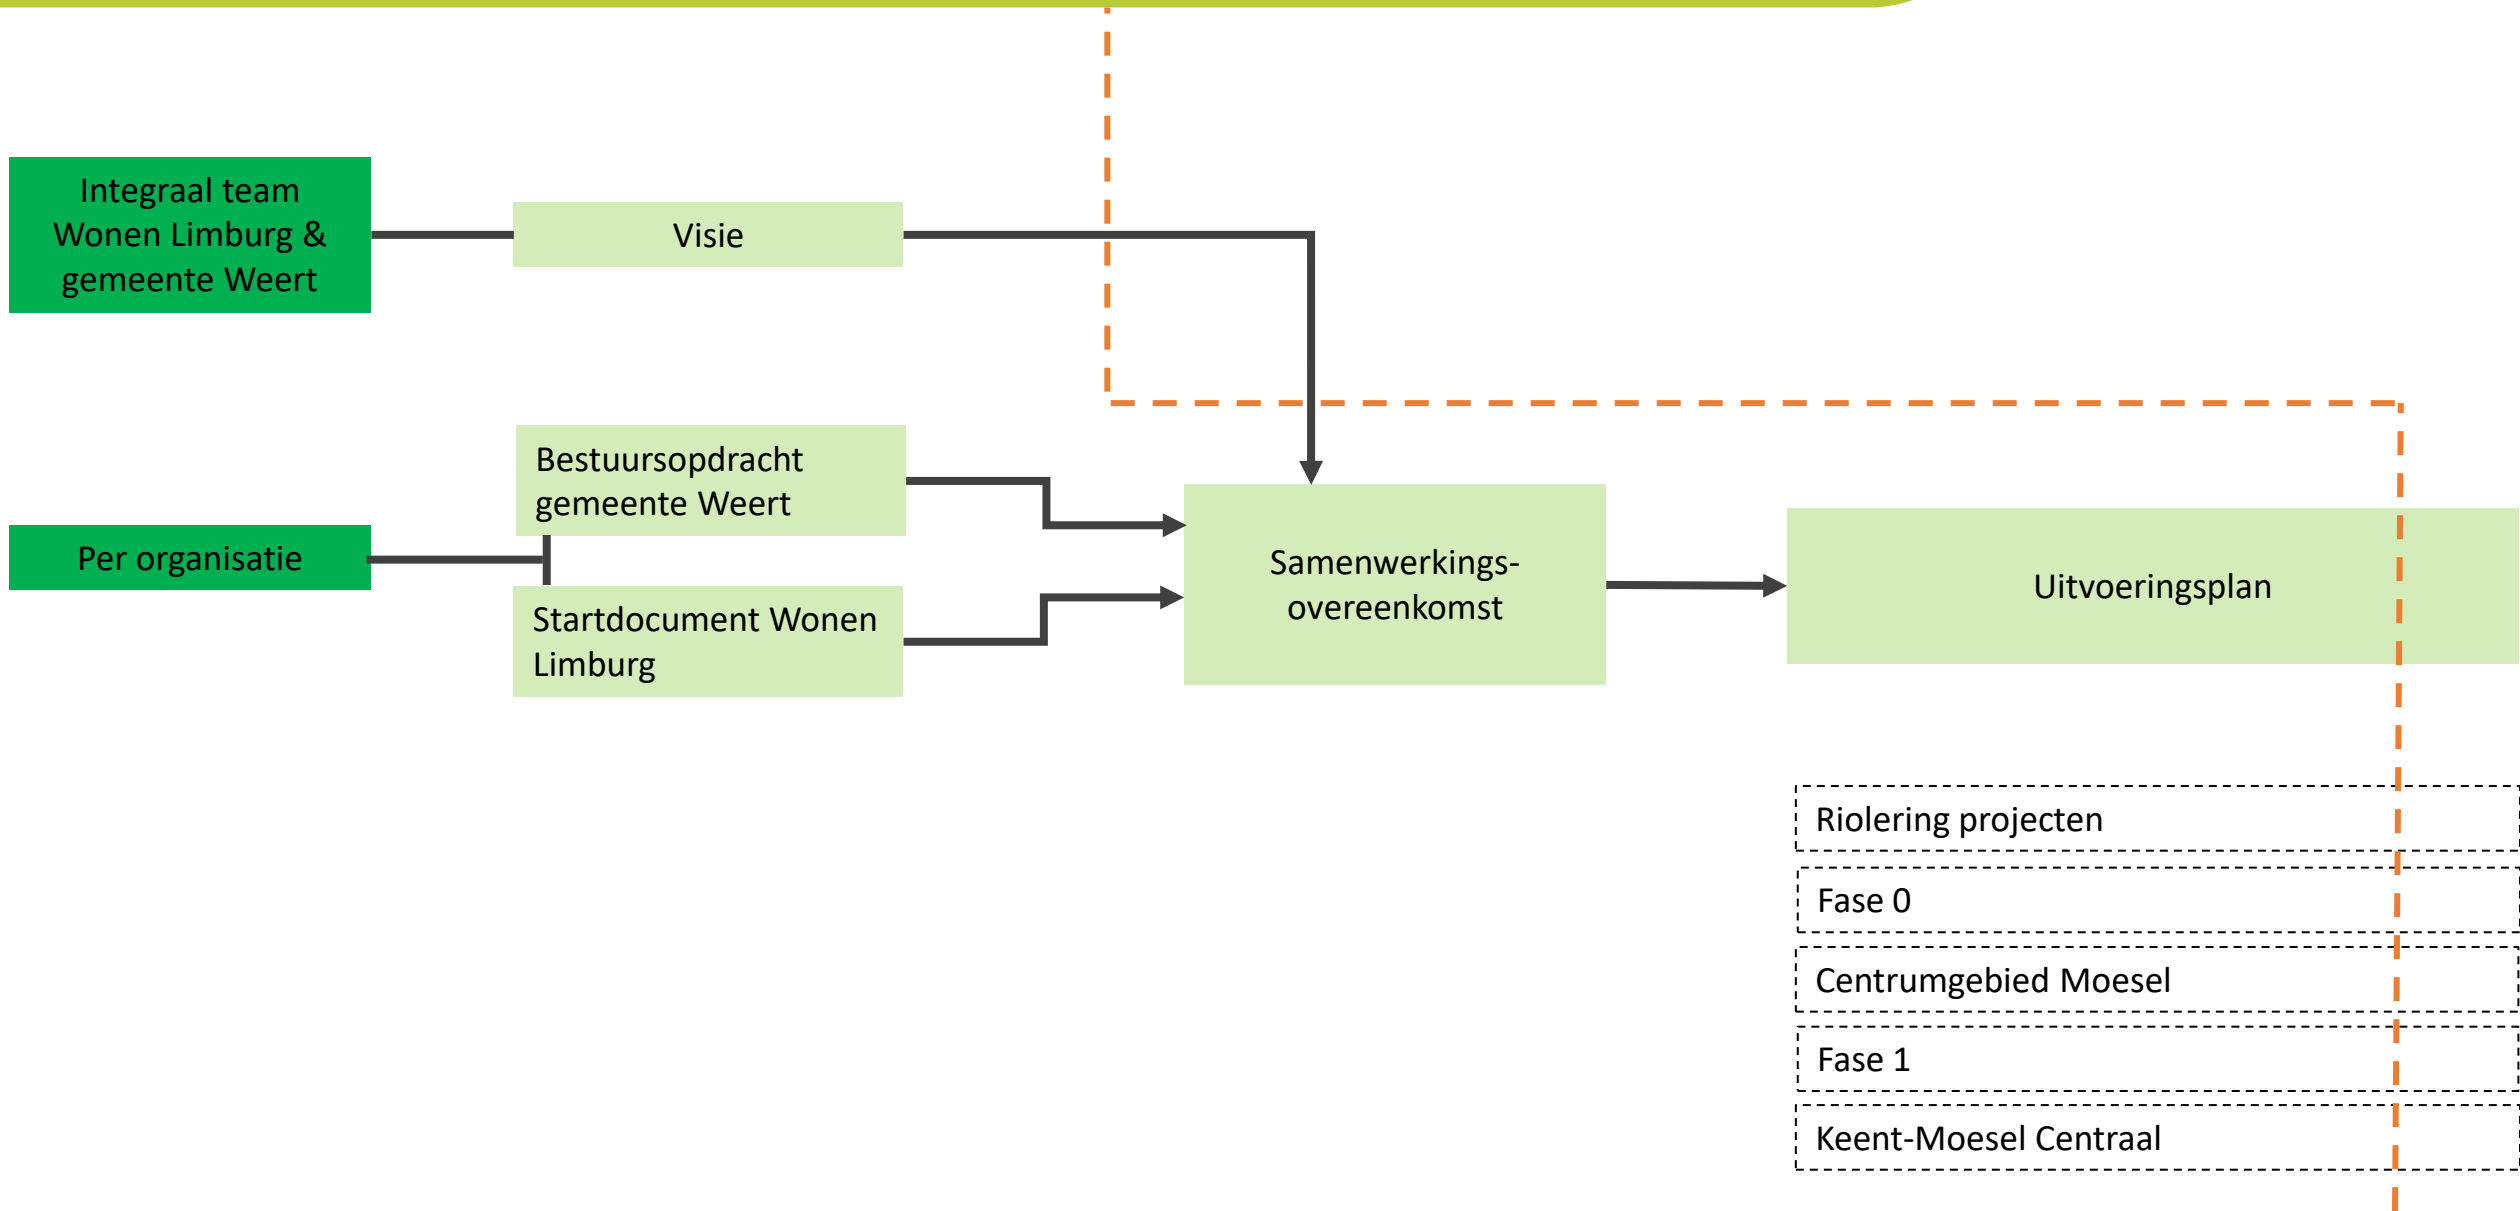 Integraal team
Wonen Limburg &
gemeente Weert
Visie
Bestuursopdracht
gemeente Weert
Per organisatie
Startdocument Wonen
Limburg
Samenwerkings-
overeenkomst
Uitvoeringsplan
Riolering projecten
Fase 0
Centrumgebied Moesel
Fase 1
Keent-Moesel Centraal